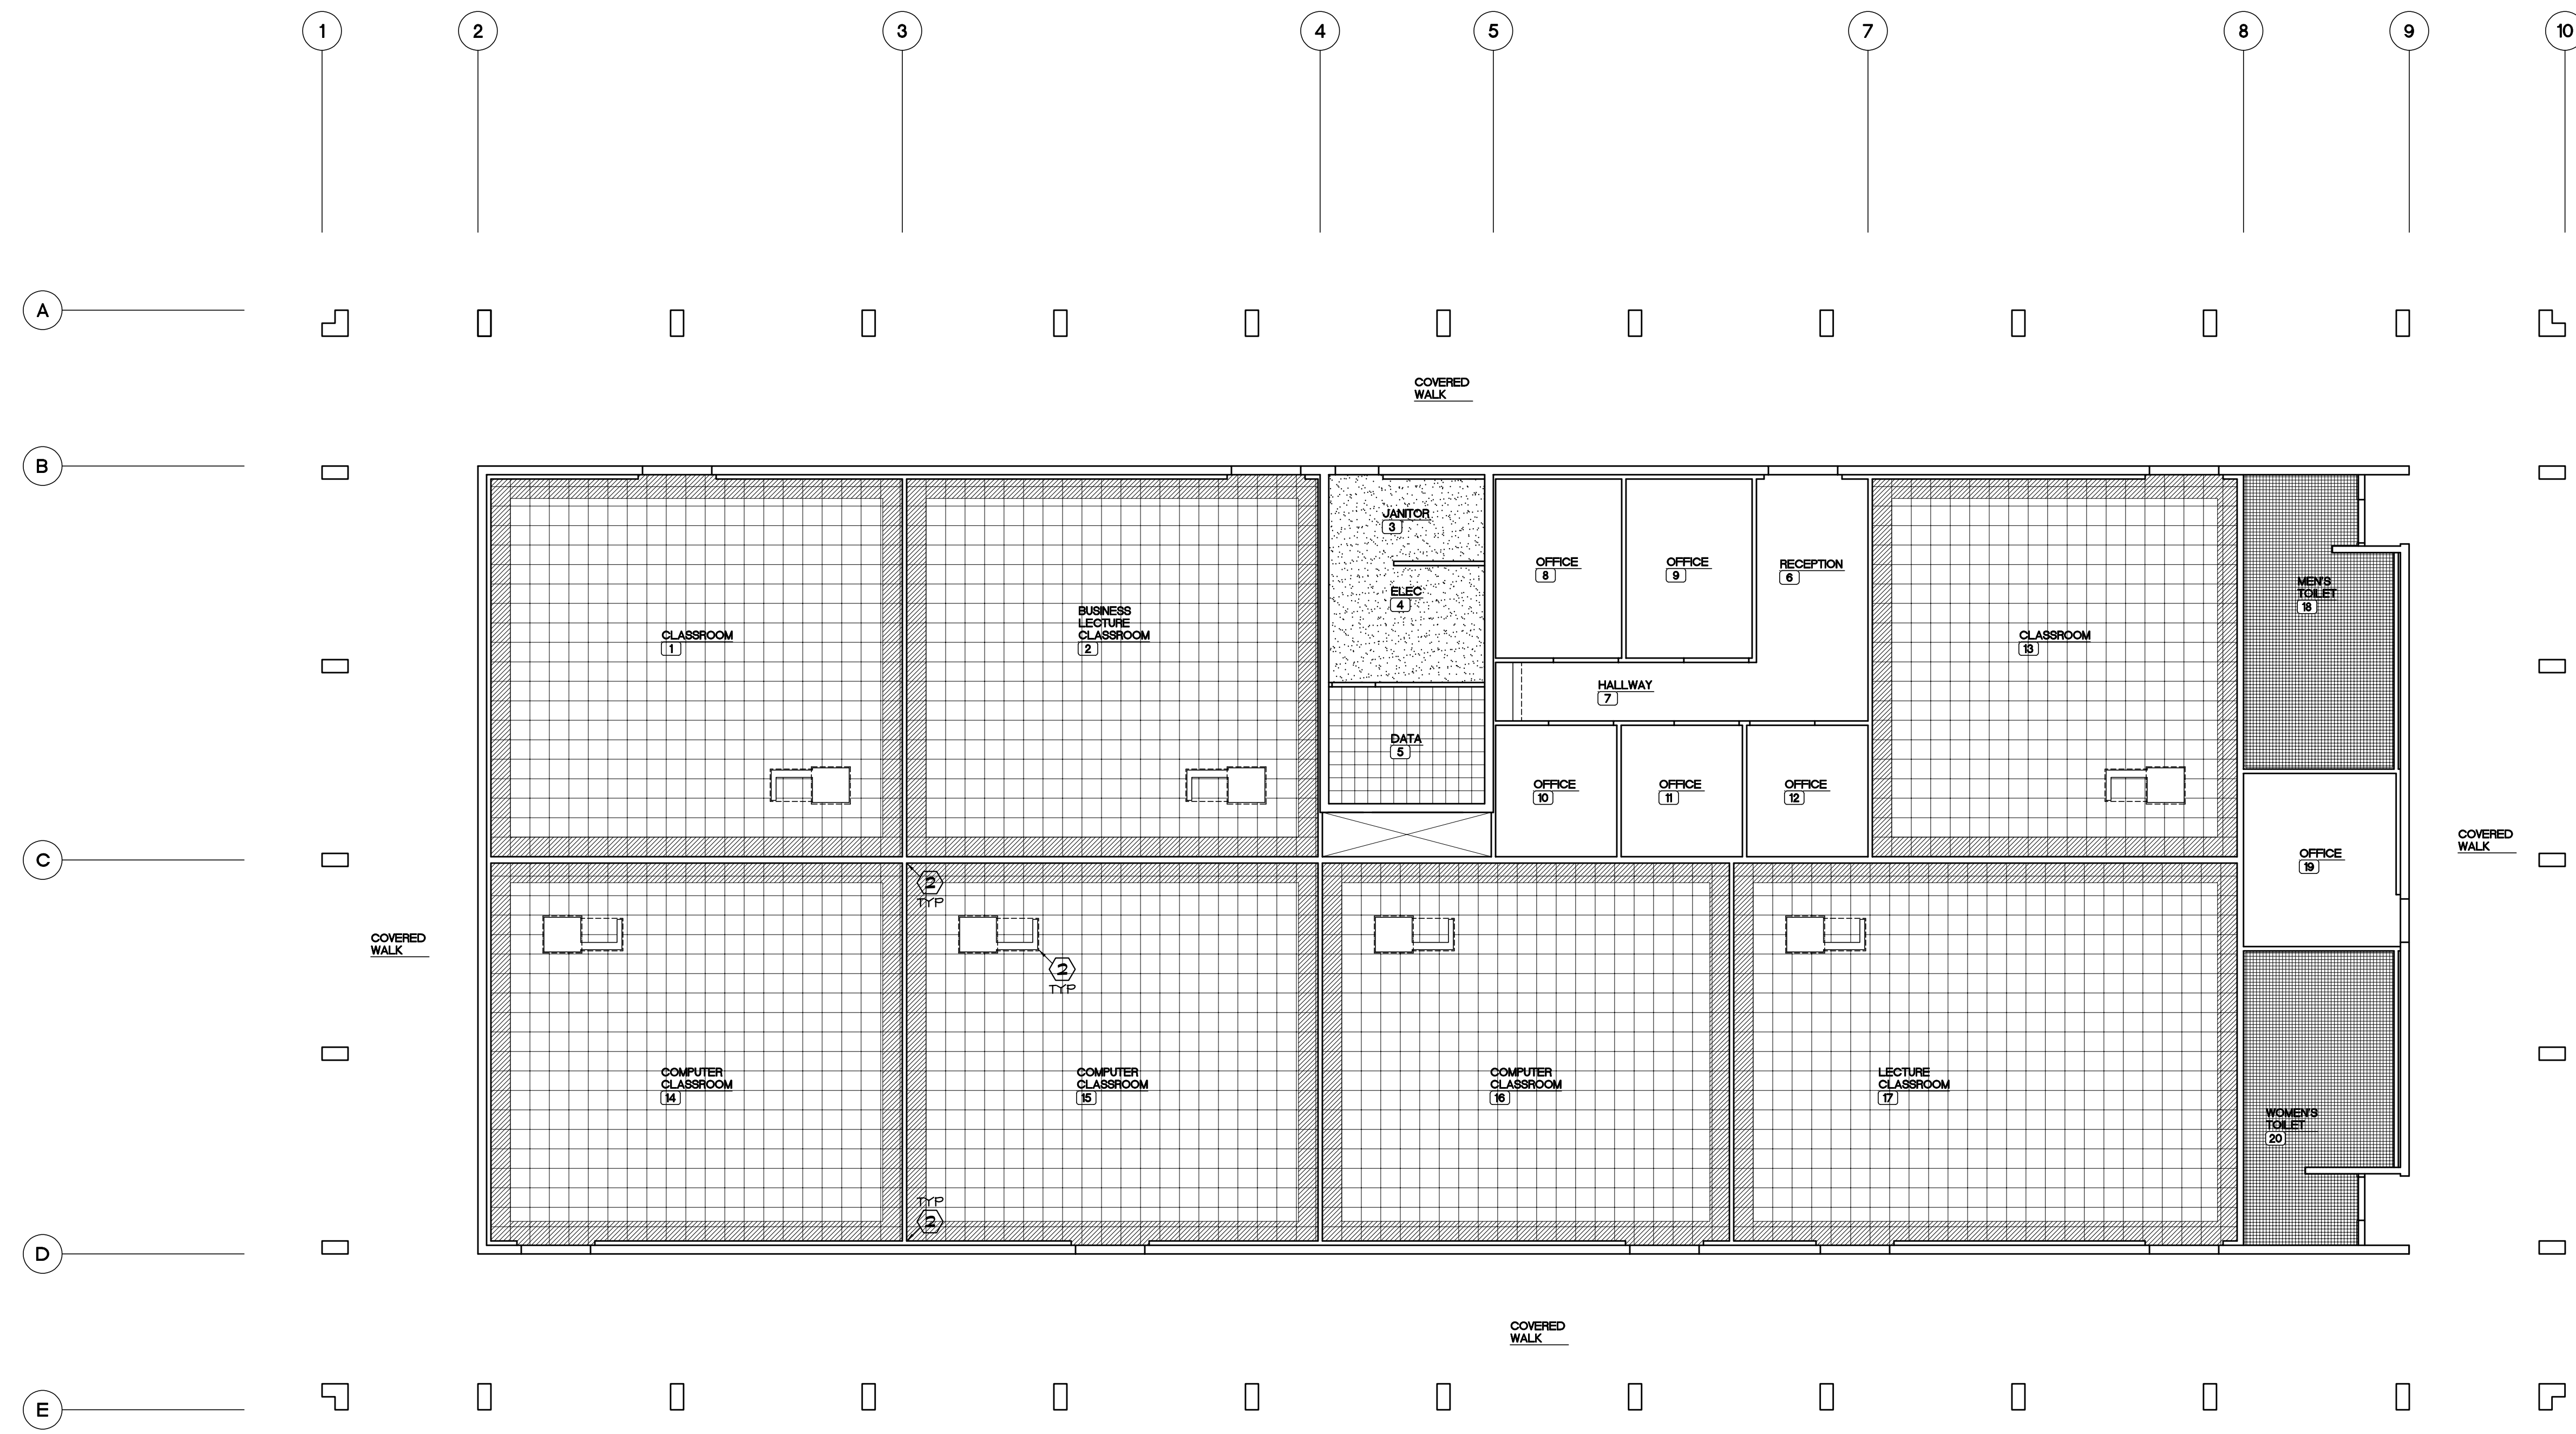 1
2
3
4
5
7
8
9
10
A
COVERED
WALK
B
JANITOR
3
OFFICE
8
OFFICE
9
RECEPTION
6
MEN'S
TOILET
18
ELEC
4
BUSINESS
LECTURE
CLASSROOM
2
CLASSROOM
1
CLASSROOM
13
HALLWAY
7
DATA
5
OFFICE
10
OFFICE
11
OFFICE
12
COVERED
WALK
C
OFFICE
19
2
TYP
COVERED
WALK
2
TYP
COMPUTER
CLASSROOM
14
COMPUTER
CLASSROOM
15
COMPUTER
CLASSROOM
16
LECTURE
CLASSROOM
17
WOMEN'S
TOILET
20
TYP
2
D
COVERED
WALK
E